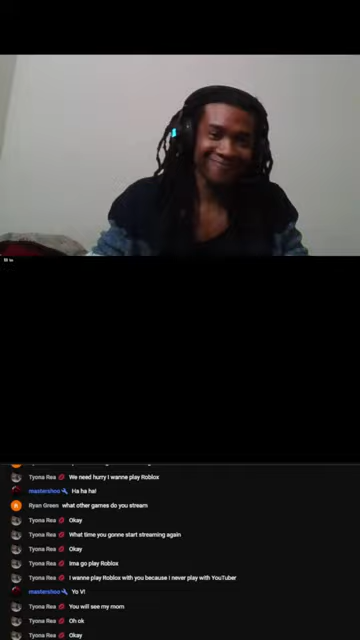 Tyona Rea We need hurry I wanne play Roblox
mastershoo Ha ha ha!
Ryan Green what other games do you stream
Tyona Rea Okay
Tyona Rea What time you gonne start streaming again
Tyona Rea Okay
Tyona Rea Ima go play Roblox
Tyona Rea I wanna play Roblox with you because I never play with YouTuber
mastershoo Yo V!
Tyona Rea You will see my mom
Tyona Rea Oh ok
Tyona Rea Okay